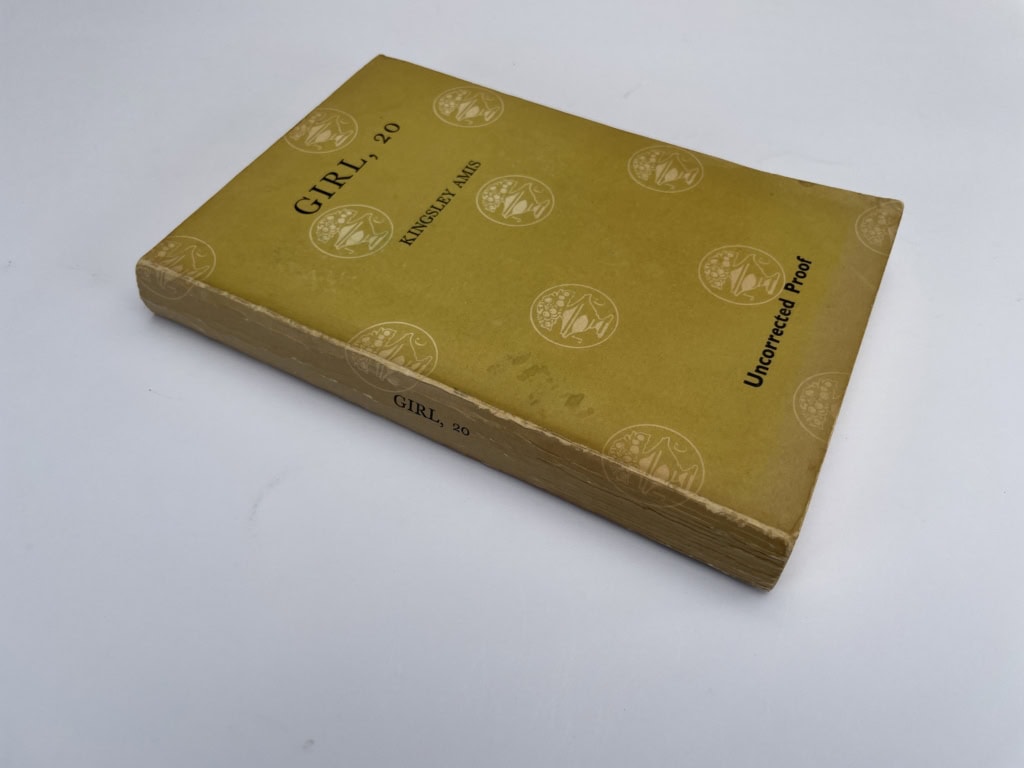 GIRL, 20
KINGSLEY AMIS
Uncorrected Proof
GIRL, 20